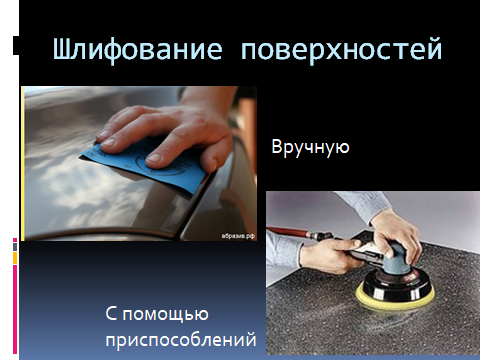 Шлифование поверхностей
Вручную
абразив.рф
С помощью
приспособлений